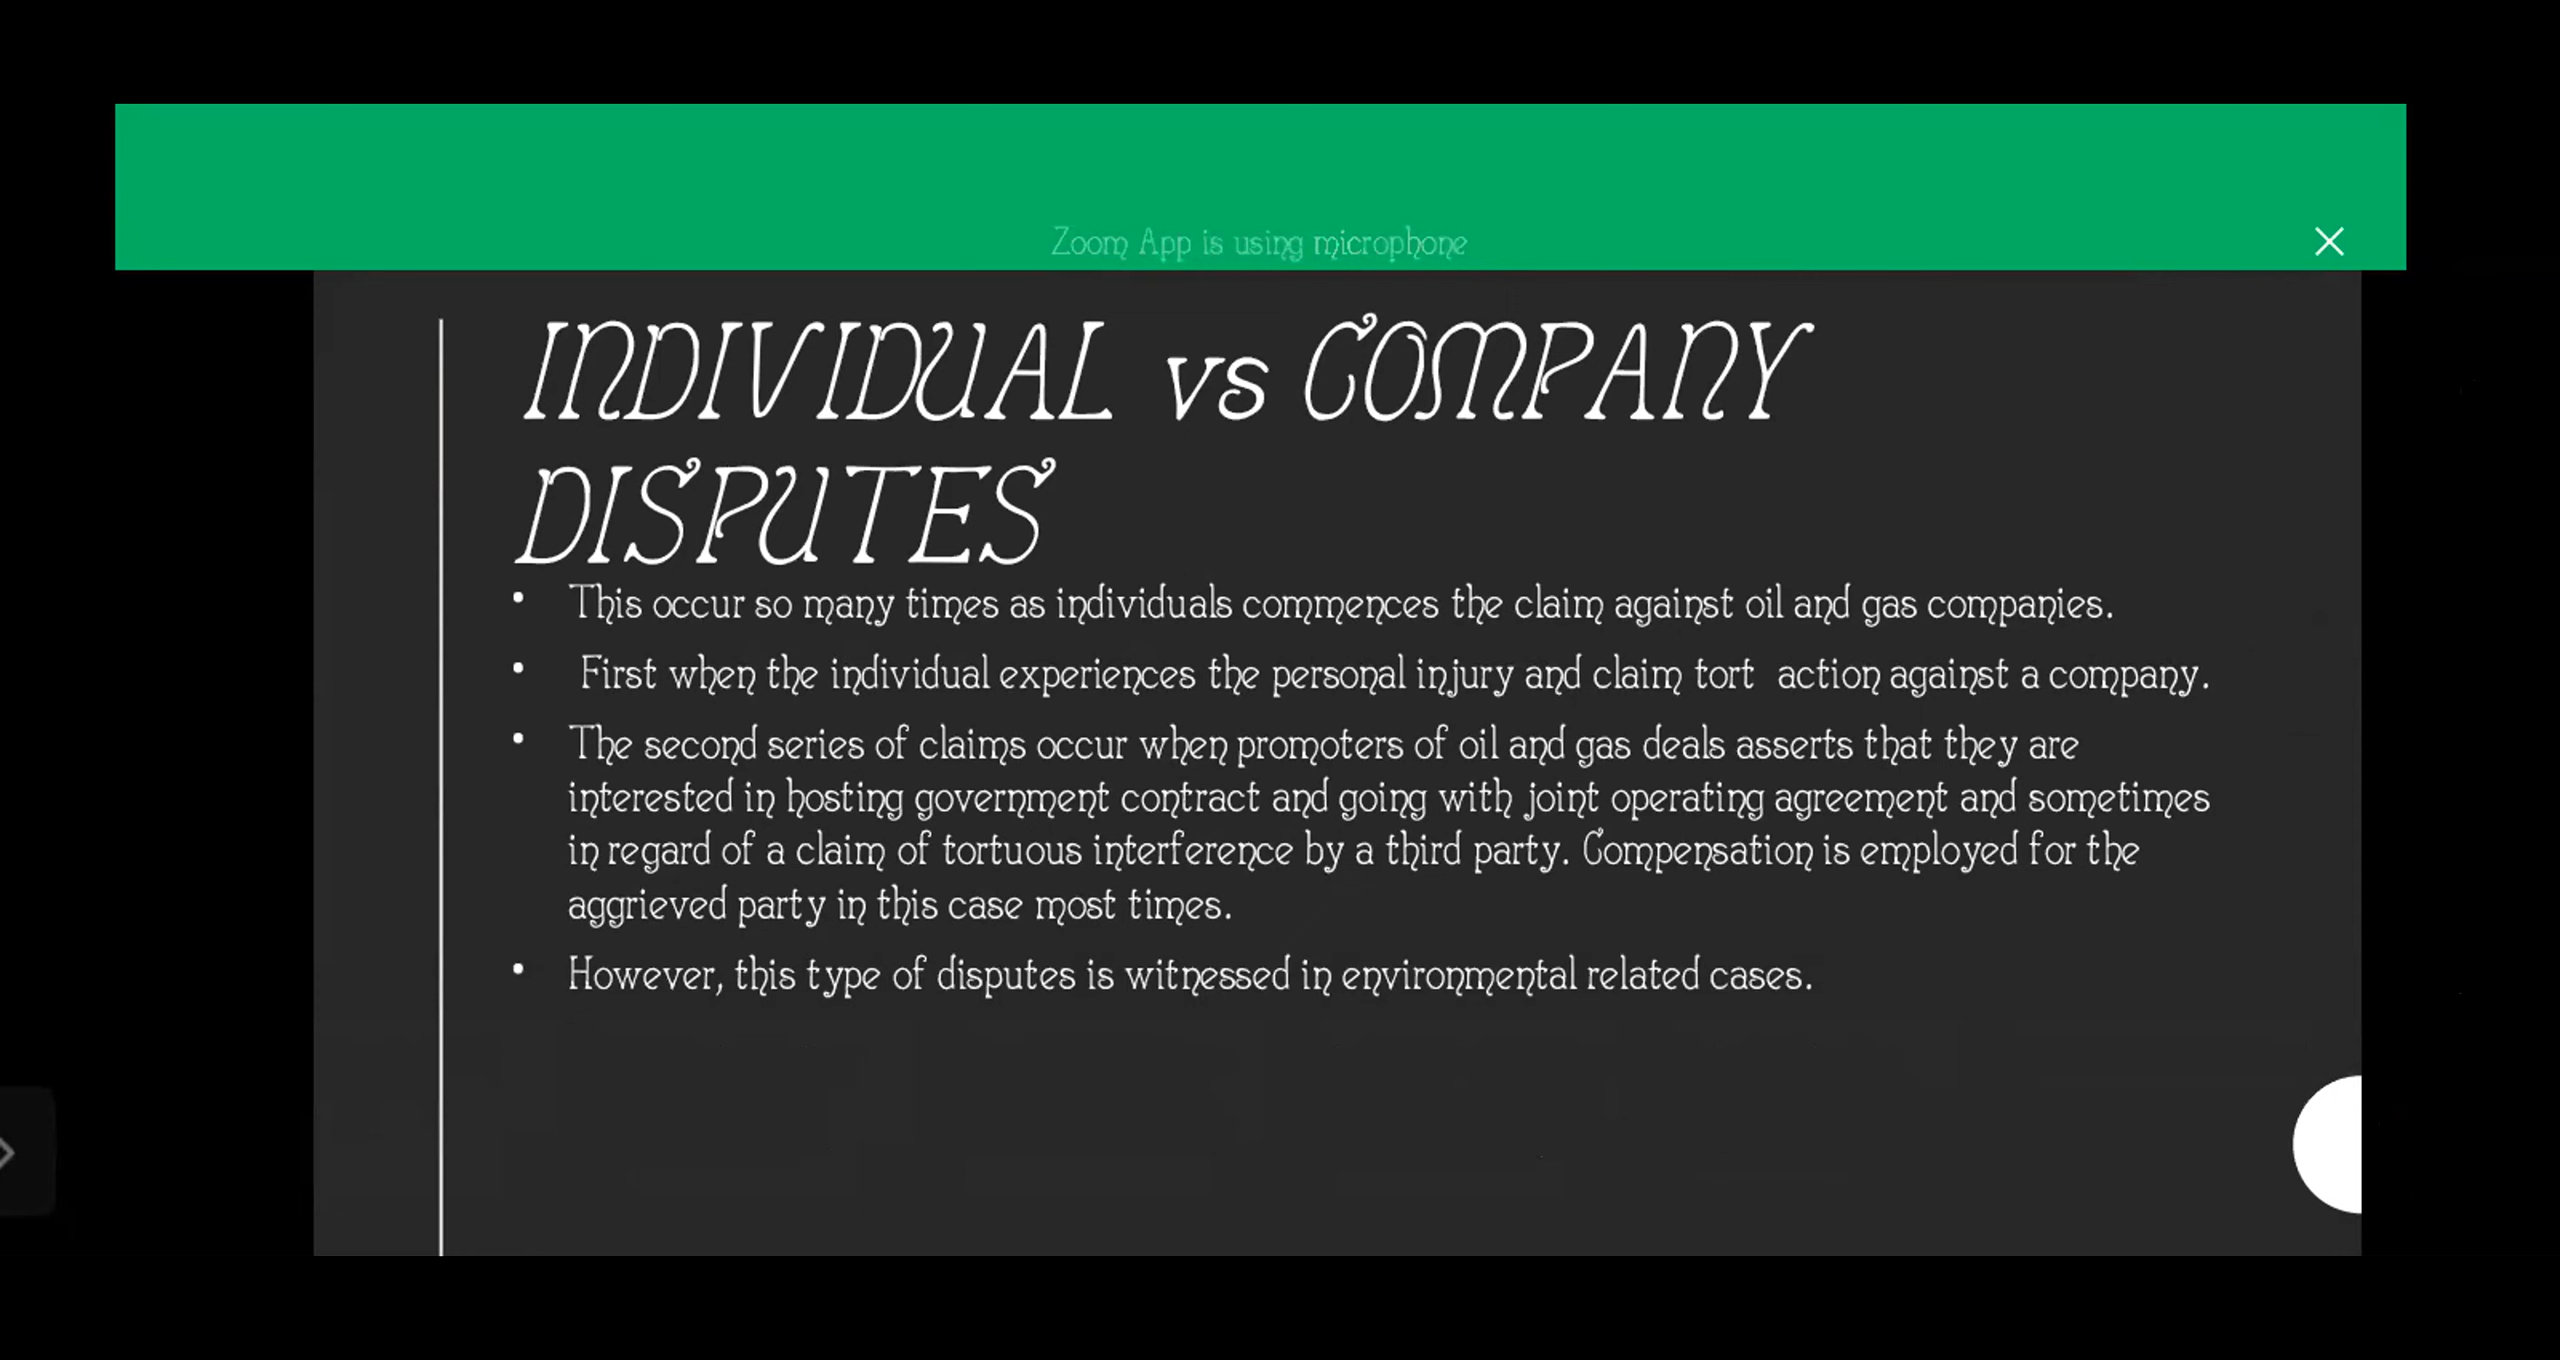 Zoom App is using microphone
INDIVIDUAL vs COMPANY
DISPUTES
• This occur so many times as individuals commences the claim against oil and gas companies.
• First when the individual experiences the personal injury and claim tort action against a company.
• The second series of claims occur when promoters of oil and gas deals asserts that they are
interested in hosting government contract and going with joint operating agreement and sometimes
in regard of a claim of tortuous interference by a third party. Compensation is employed for the
aggrieved party in this case most times.
• However, this type of disputes is witnessed in environmental related cases.